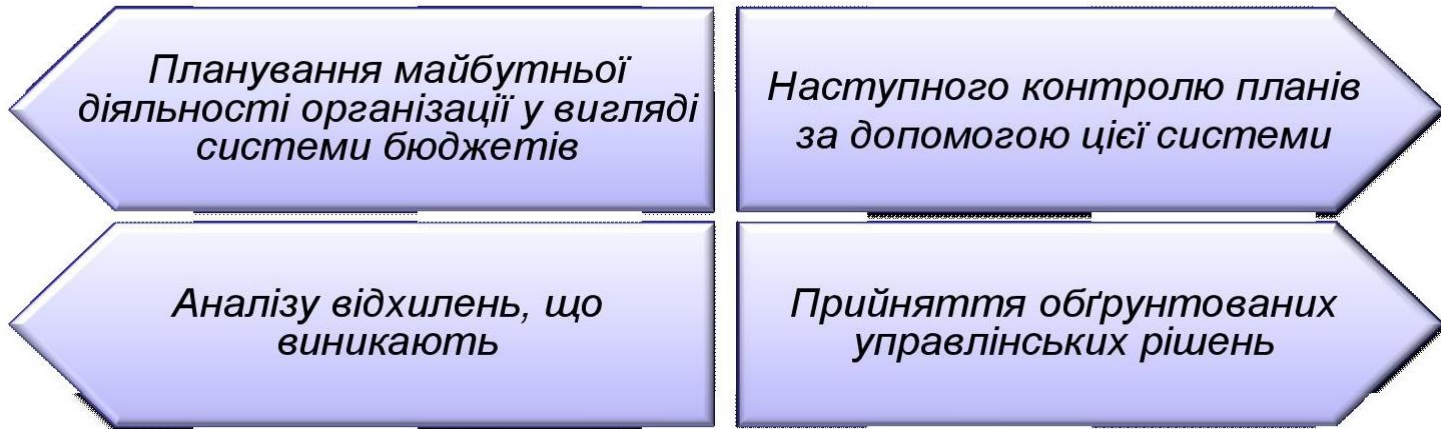 Планування майбутньої
діяльності організації у вигляді
системи бюджетів
Наступного контролю планів
за допомогою цієї системи
Аналізу відхилень, що
виникають
Прийняття обґрунтованих
управлінських рішень